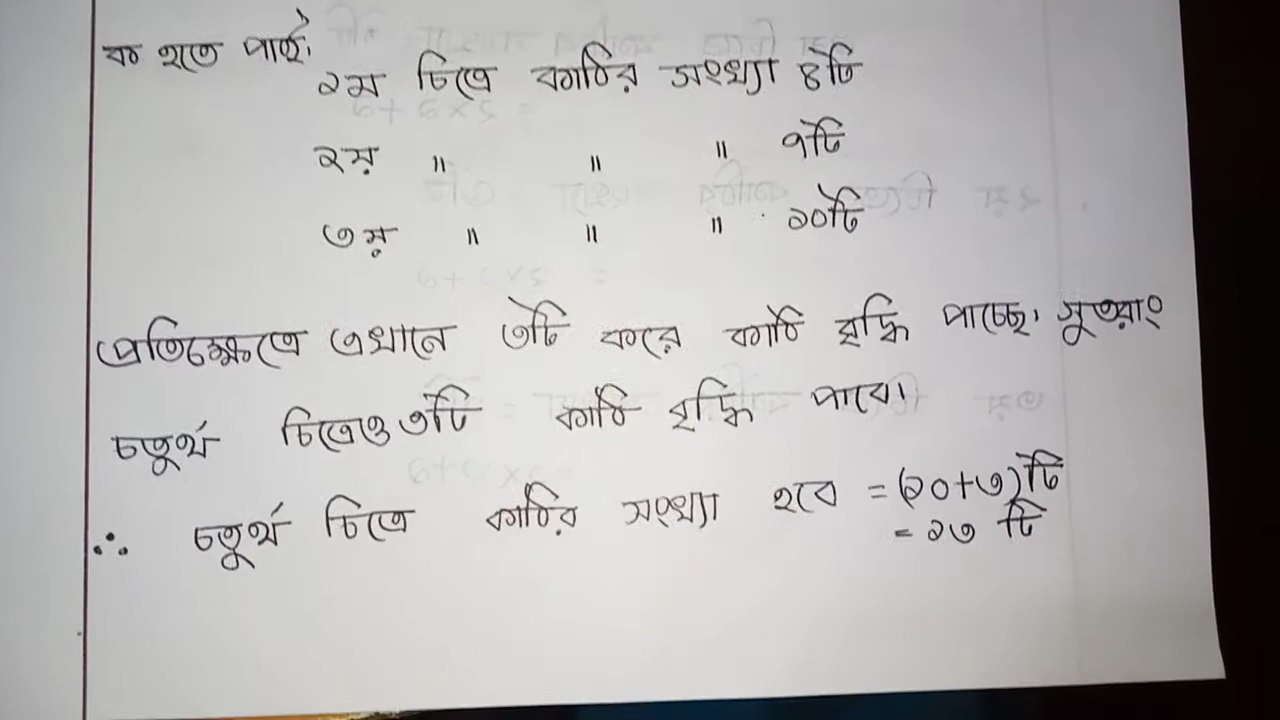 ক হতে পাই,
১ম চিত্রে কাঠির সংখ্যা ৪টি
২য় " " " ৭টি
৩য় " " " ১০টি
প্রতিক্ষেত্রে এখানে ৩টি করে কাঠি বৃদ্ধি পাচ্ছে। সুতরাং
চতুর্থ চিত্রেও ৩টি কাঠি বৃদ্ধি পাবে।
∴ চতুর্থ চিত্রে কাঠির সংখ্যা হবে = (১০+৩)টি
= ১৩ টি